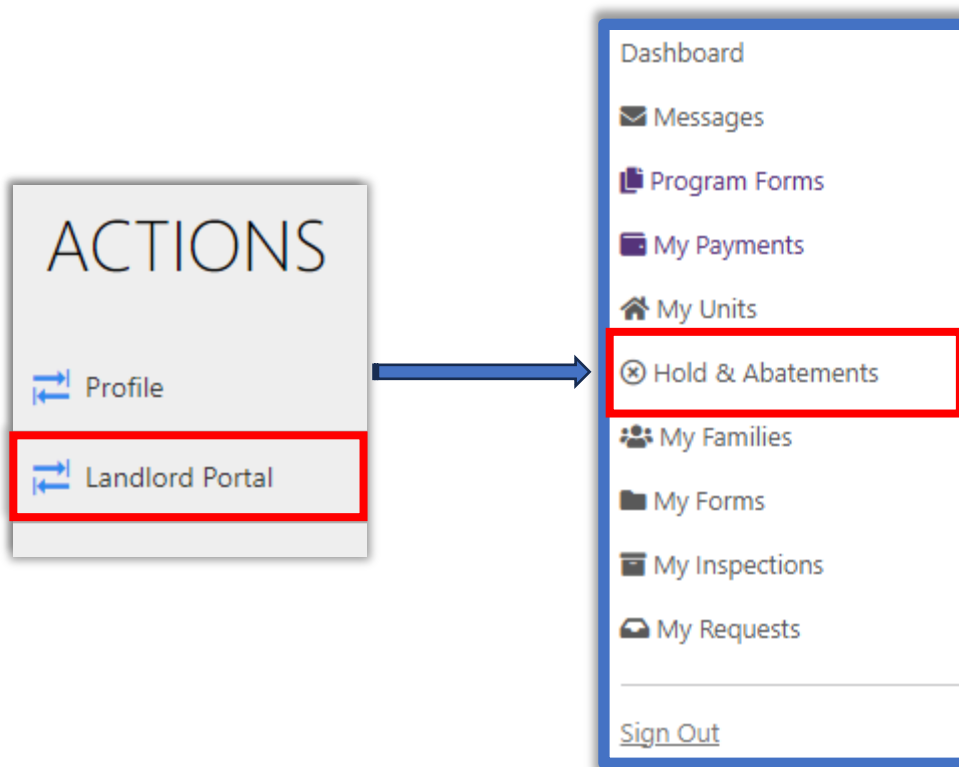 ACTIONS
Profile
Landlord Portal
Dashboard
Messages
Program Forms
My Payments
My Units
Hold & Abatements
My Families
My Forms
My Inspections
My Requests
Sign Out